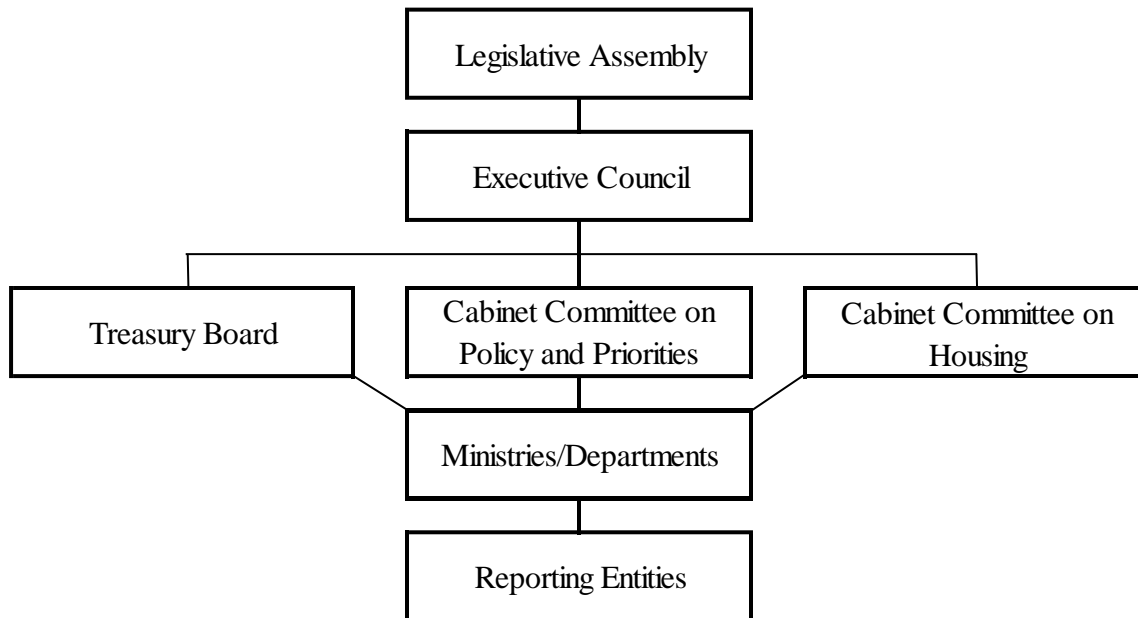 Legislative Assembly
Executive Council
Treasury Board
Cabinet Committee on
Policy and Priorities
Cabinet Committee on
Housing
Ministries/Departments
Reporting Entities